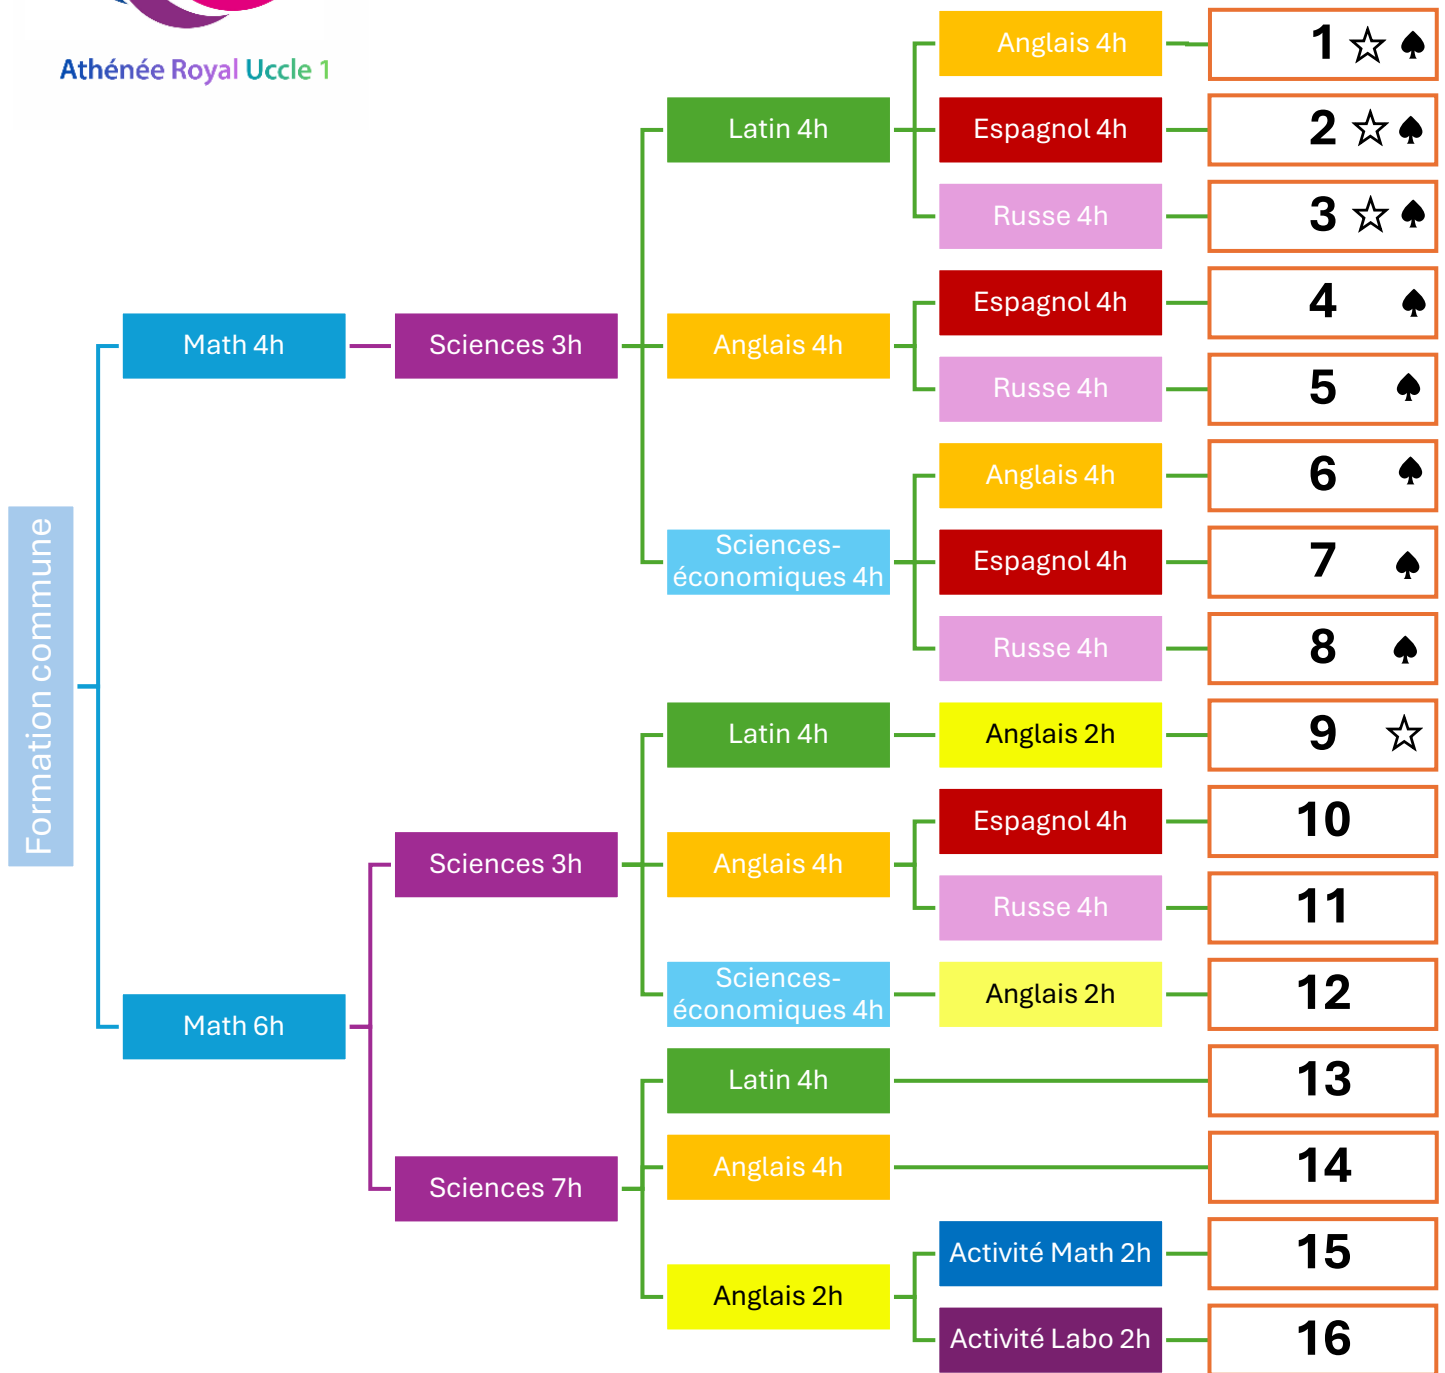 Athénée Royal Uccle 1
Formation commune
Math 4h
Sciences 3h
Latin 4h
Anglais 4h
1 ☆ ♠
Espagnol 4h
2 ☆ ♠
Russe 4h
3 ☆ ♠
Anglais 4h
Espagnol 4h
4 ♠
Russe 4h
5 ♠
Sciences-
économiques 4h
Anglais 4h
6 ♠
Espagnol 4h
7 ♠
Russe 4h
8 ♠
Math 6h
Sciences 3h
Latin 4h
Anglais 2h
9 ☆
Anglais 4h
Espagnol 4h
10
Russe 4h
11
Sciences-
économiques 4h
Anglais 2h
12
Sciences 7h
Latin 4h
13
Anglais 4h
14
Anglais 2h
Activité Math 2h
15
Activité Labo 2h
16